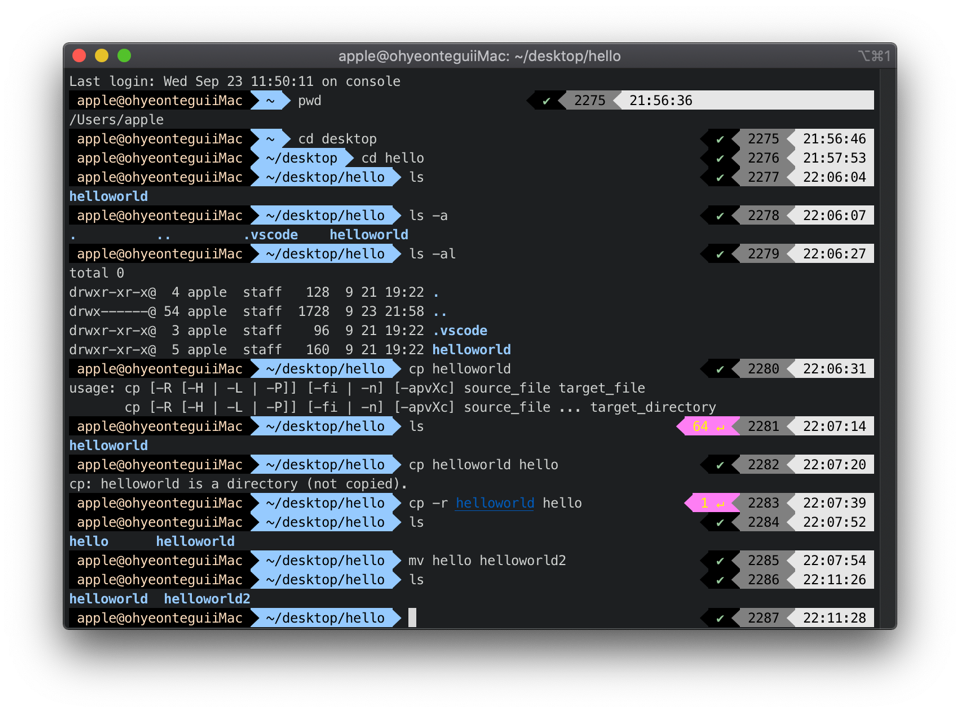 apple@ohyeonteguiiMac: ~/desktop/hello ⌥⌘1
Last login: Wed Sep 23 11:50:11 on console
apple@ohyeonteguiiMac ~ pwd ✔ 2275 21:56:36
/Users/apple
apple@ohyeonteguiiMac ~ cd desktop ✔ 2275 21:56:46
apple@ohyeonteguiiMac ~/desktop cd hello ✔ 2276 21:57:53
apple@ohyeonteguiiMac ~/desktop/hello ls ✔ 2277 22:06:04
helloworld
apple@ohyeonteguiiMac ~/desktop/hello ls -a ✔ 2278 22:06:07
. .. .vscode helloworld
apple@ohyeonteguiiMac ~/desktop/hello ls -al ✔ 2279 22:06:27
total 0
drwxr-xr-x@ 4 apple staff 128 9 21 19:22 .
drwx------@ 54 apple staff 1728 9 23 21:58 ..
drwxr-xr-x@ 3 apple staff 96 9 21 19:22 .vscode
drwxr-xr-x@ 5 apple staff 160 9 21 19:22 helloworld
apple@ohyeonteguiiMac ~/desktop/hello cp helloworld ✔ 2280 22:06:31
usage: cp [-R [-H | -L | -P]] [-fi | -n] [-apvXc] source_file target_file
cp [-R [-H | -L | -P]] [-fi | -n] [-apvXc] source_file ... target_directory
apple@ohyeonteguiiMac ~/desktop/hello ls 64 ↵ 2281 22:07:14
helloworld
apple@ohyeonteguiiMac ~/desktop/hello cp helloworld hello ✔ 2282 22:07:20
cp: helloworld is a directory (not copied).
apple@ohyeonteguiiMac ~/desktop/hello cp -r helloworld hello 1 ↵ 2283 22:07:39
apple@ohyeonteguiiMac ~/desktop/hello ls ✔ 2284 22:07:52
hello helloworld
apple@ohyeonteguiiMac ~/desktop/hello mv hello helloworld2 ✔ 2285 22:07:54
apple@ohyeonteguiiMac ~/desktop/hello ls ✔ 2286 22:11:26
helloworld helloworld2
apple@ohyeonteguiiMac ~/desktop/hello ✔ 2287 22:11:28